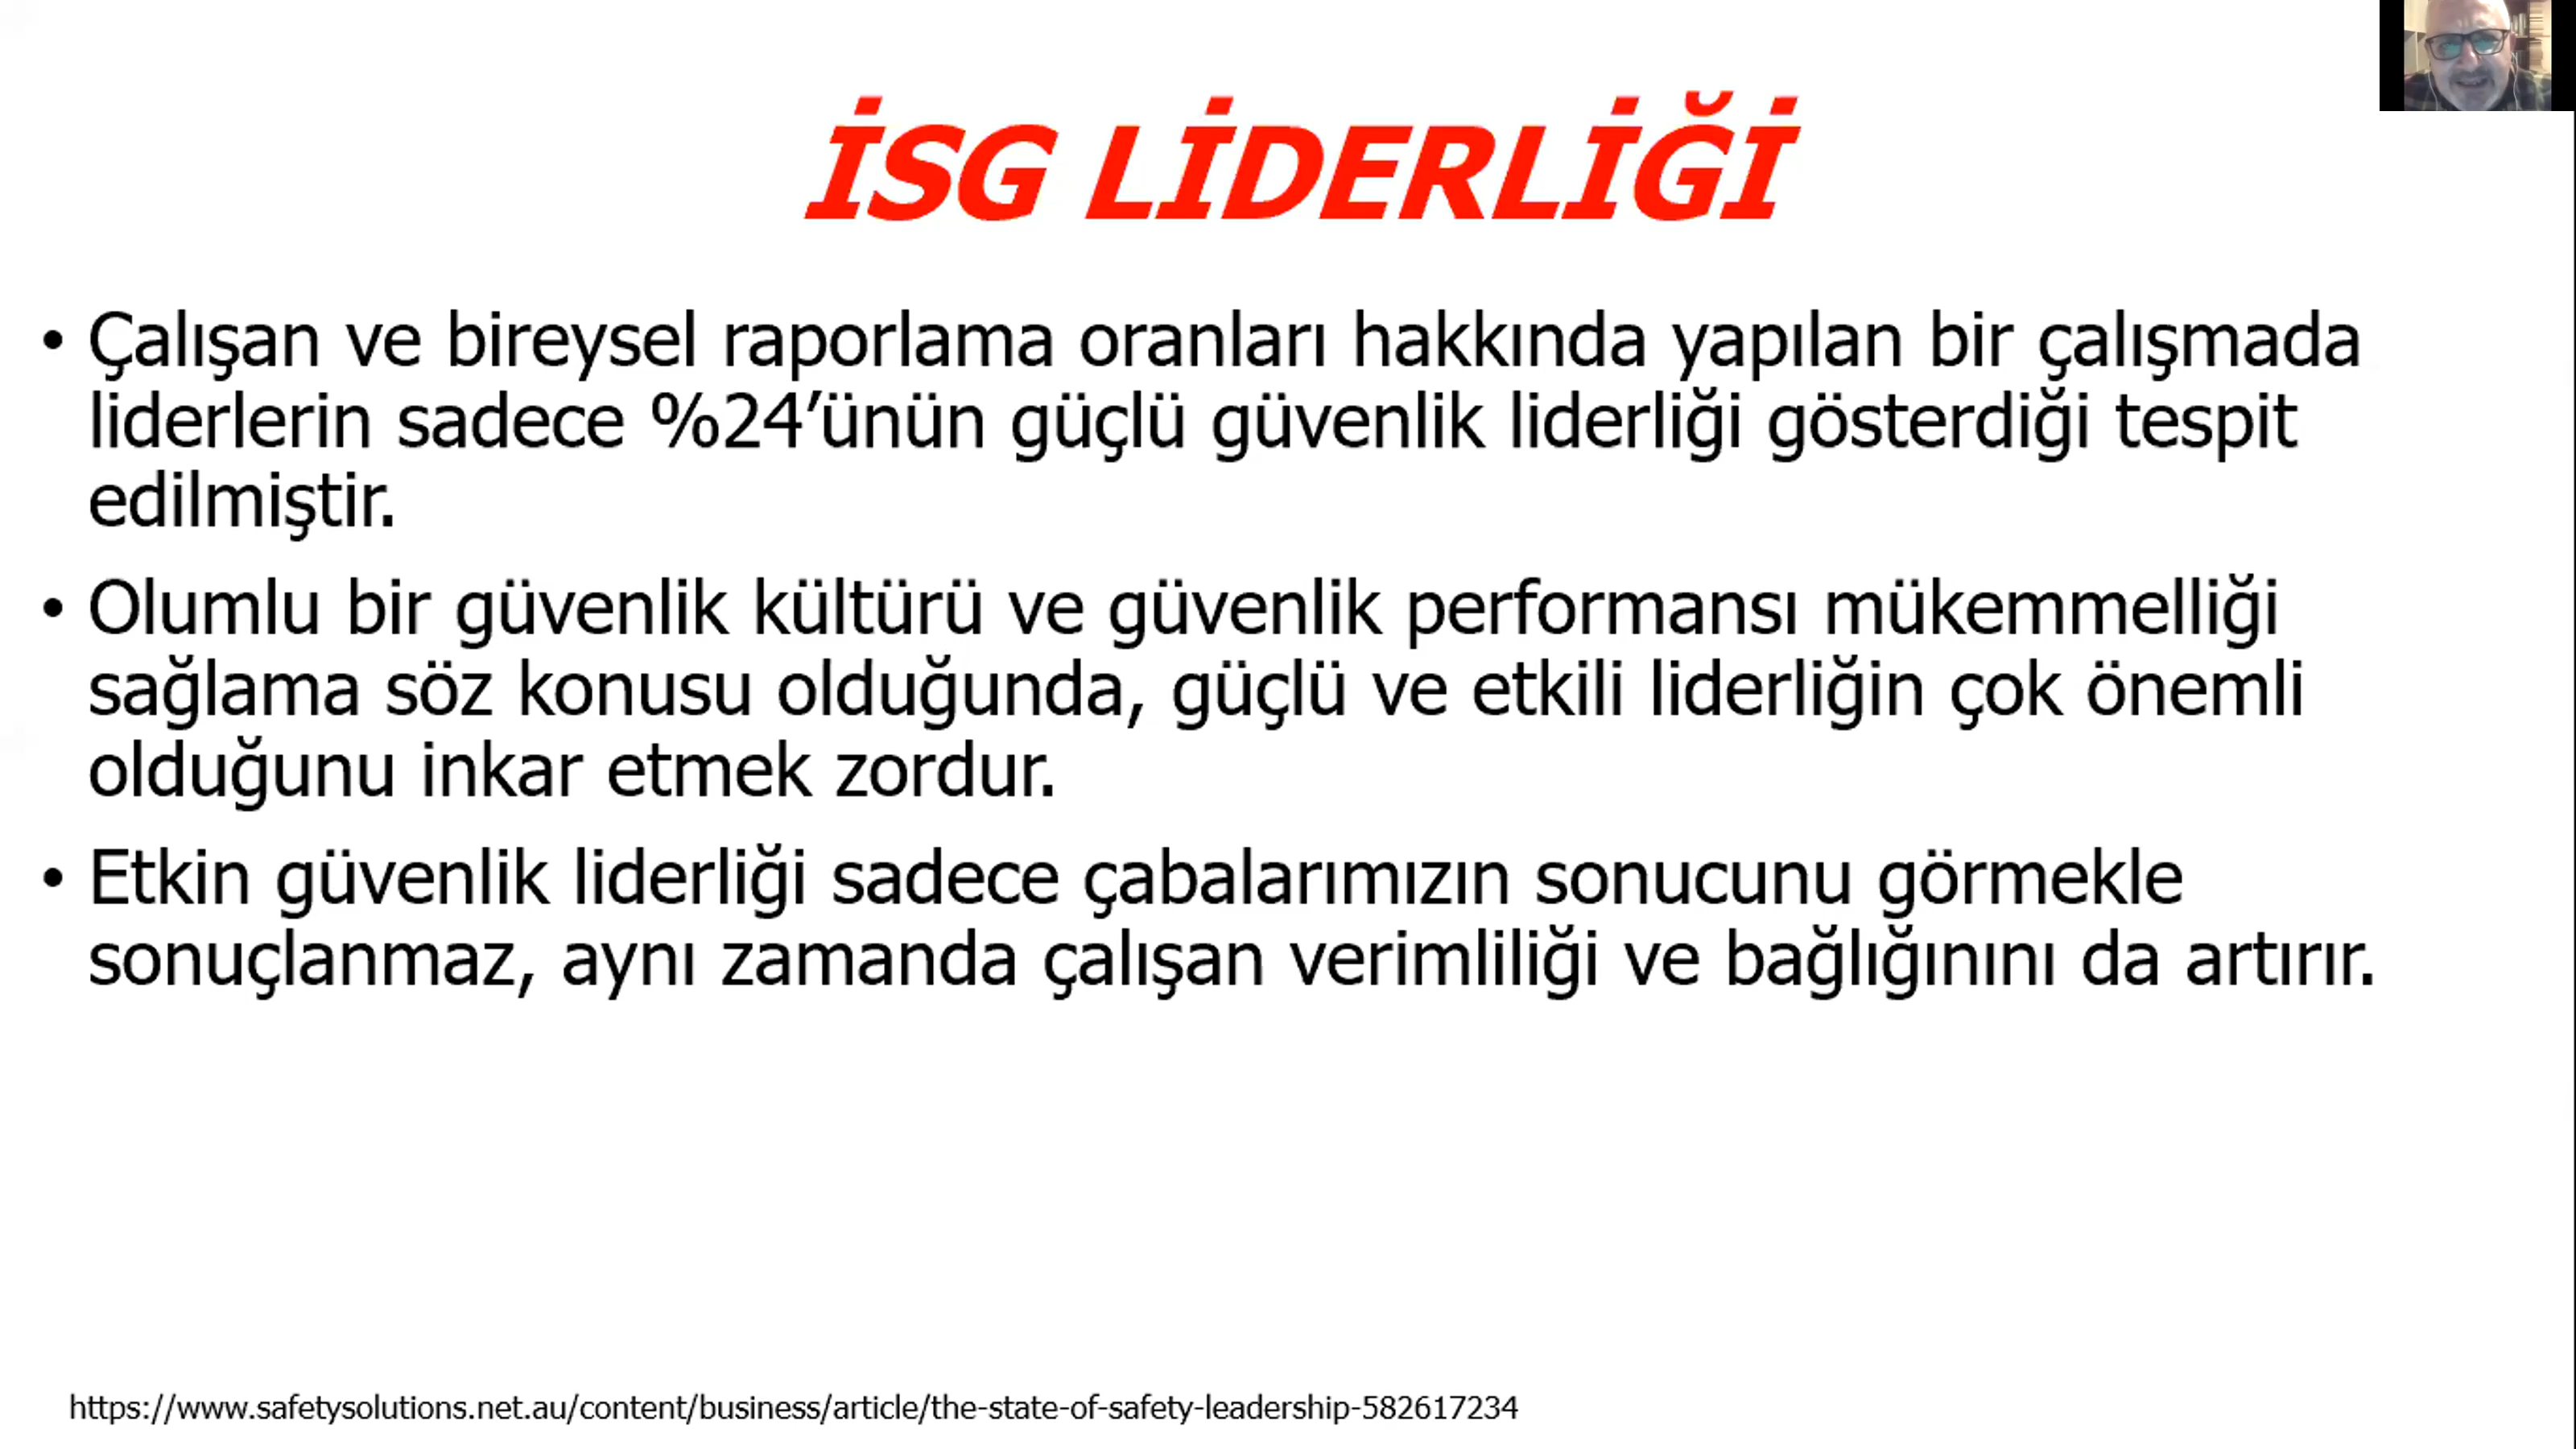 İSG LİDERLİĞİ
• Çalışan ve bireysel raporlama oranları hakkında yapılan bir çalışmada
liderlerin sadece %24’ünün güçlü güvenlik liderliği gösterdiği tespit
edilmiştir.
• Olumlu bir güvenlik kültürü ve güvenlik performansı mükemmelliği
sağlama söz konusu olduğunda, güçlü ve etkili liderliğin çok önemli
olduğunu inkar etmek zordur.
• Etkin güvenlik liderliği sadece çabalarımızın sonucunu görmekle
sonuçlanmaz, aynı zamanda çalışan verimliliği ve bağlığınını da artırır.
https://www.safetysolutions.net.au/content/business/article/the-state-of-safety-leadership-582617234